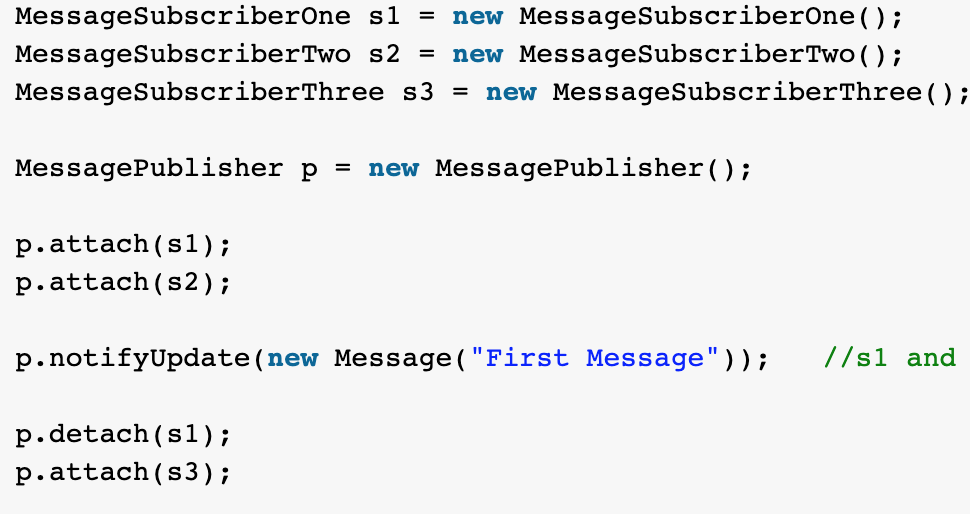 MessageSubscriberOne s1 = new MessageSubscriberOne();
MessageSubscriberTwo s2 = new MessageSubscriberTwo();
MessageSubscriberThree s3 = new MessageSubscriberThree();
MessagePublisher p = new MessagePublisher();
p.attach(s1);
p.attach(s2);
p.notifyUpdate(new Message("First Message"));   //s1 and
p.detach(s1);
p.attach(s3);